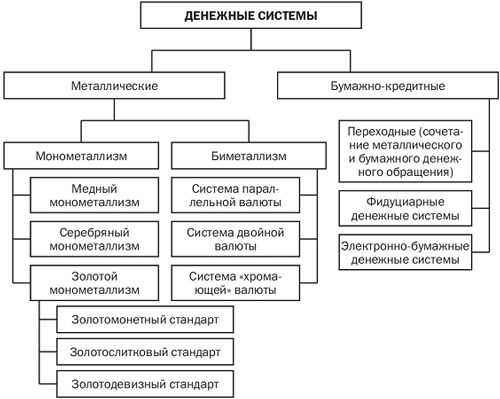 ДЕНЕЖНЫЕ СИСТЕМЫ
Металлические
Бумажно-кредитные
Монометаллизм
Биметаллизм
Медный
монометаллизм
Серебряный
монометаллизм
Золотой
монометаллизм
Золотомонетный стандарт
Золотослитковый стандарт
Золотодевизный стандарт
Система парал-
лельной валюты
Система двойной
валюты
Система «хрома-
ющей» валюты
Переходные (сочета-
ние металлического
и бумажного денеж-
ного обращения)
Фидуциарные
денежные системы
Электронно-бумажные
денежные системы